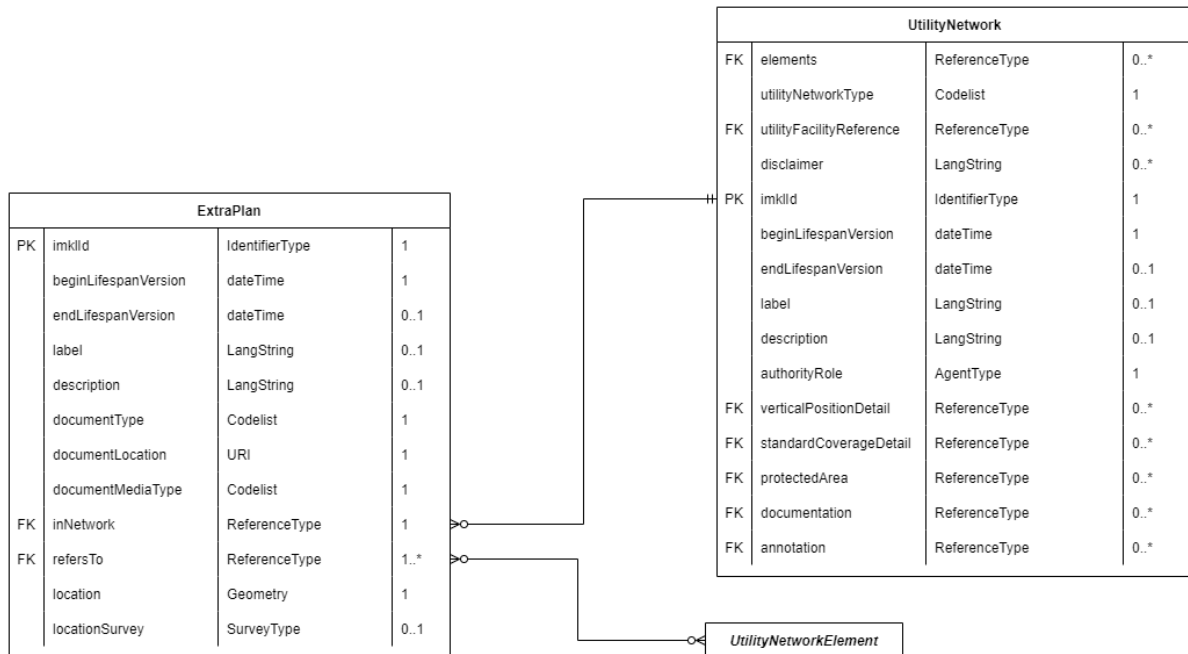 UtilityNetwork
FK elements ReferenceType 0..*
utilityNetworkType Codelist 1
FK utilityFacilityReference ReferenceType 0..*
disclaimer LangString 0..*
PK imklId IdentifierType 1
beginLifespanVersion dateTime 1
endLifespanVersion dateTime 0..1
label LangString 0..1
description LangString 0..1
authorityRole AgentType 1
FK verticalPositionDetail ReferenceType 0..*
FK standardCoverageDetail ReferenceType 0..*
FK protectedArea ReferenceType 0..*
FK documentation ReferenceType 0..*
FK annotation ReferenceType 0..*
ExtraPlan
PK imklId IdentifierType 1
beginLifespanVersion dateTime 1
endLifespanVersion dateTime 0..1
label LangString 0..1
description LangString 0..1
documentType Codelist 1
documentLocation URI 1
documentMediaType Codelist 1
FK inNetwork ReferenceType 1
FK refersTo ReferenceType 1..*
location Geometry 1
locationSurvey SurveyType 0..1
UtilityNetworkElement